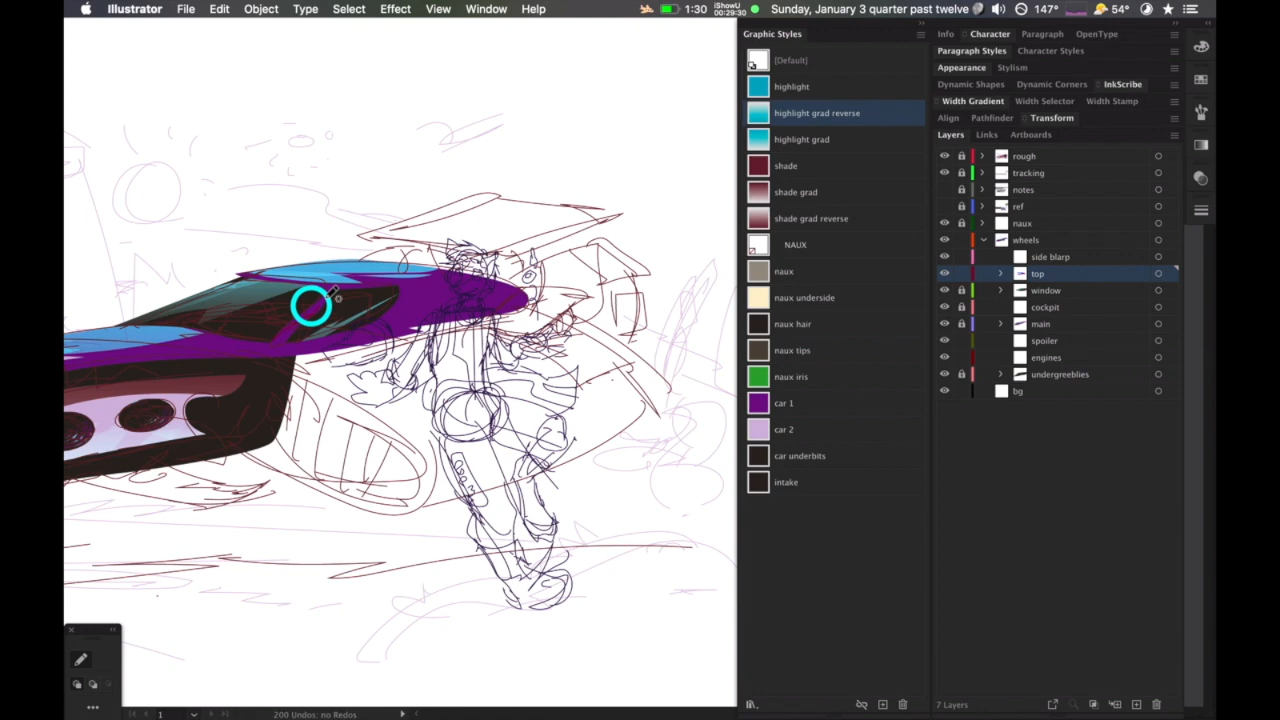 Illustrator File Edit Object Type Select Effect View Window Help 1:30 iShowU 00:29:30 Sunday, January 3 quarter past twelve 147° 54°
Graphic Styles
[Default]
highlight
highlight grad reverse
highlight grad
shade
shade grad
shade grad reverse
NAUX
naux
naux underside
naux hair
naux tips
naux iris
car 1
car 2
car underbits
intake
Info Character Paragraph OpenType
Paragraph Styles Character Styles
Appearance Stylism
Dynamic Shapes Dynamic Corners InkScribe
Width Gradient Width Selector Width Stamp
Align Pathfinder Transform
Layers Links Artboards
rough
tracking
notes
ref
naux
wheels
side blarp
top
window
cockpit
main
spoiler
engines
undergreeblies
bg
1 200 Undos: no Redos
7 Layers